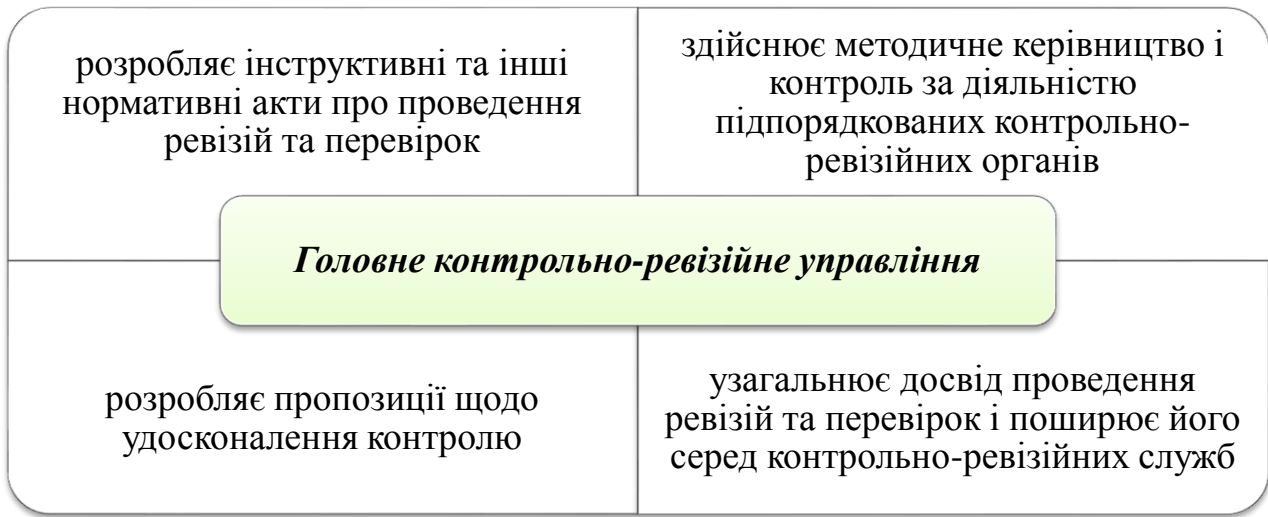 розробляє інструктивні та інші
нормативні акти про проведення
ревізій та перевірок
здійснює методичне керівництво і
контроль за діяльністю
підпорядкованих контрольно-
ревізійних органів
Головне контрольно-ревізійне управління
розробляє пропозиції щодо
удосконалення контролю
узагальнює досвід проведення
ревізій та перевірок і поширює його
серед контрольно-ревізійних служб